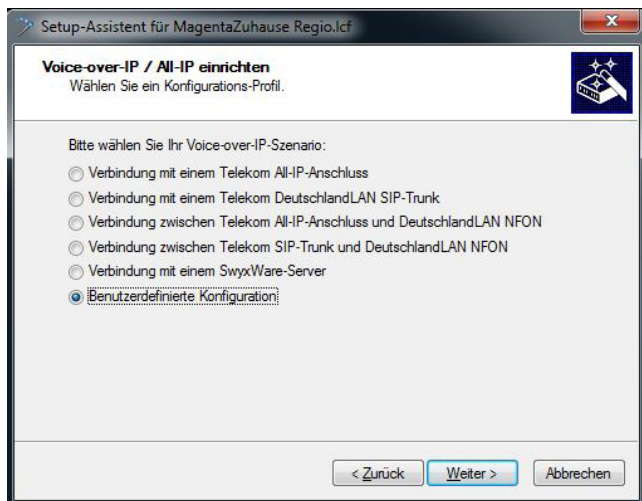 Setup-Assistent für MagentaZuhause Regio.lcf
Voice-over-IP / All-IP einrichten
Wählen Sie ein Konfigurations-Profil.
Bitte wählen Sie Ihr Voice-over-IP-Szenario:
Verbindung mit einem Telekom All-IP-Anschluss
Verbindung mit einem Telekom DeutschlandLAN SIP-Trunk
Verbindung zwischen Telekom All-IP-Anschluss und DeutschlandLAN NFON
Verbindung zwischen Telekom SIP-Trunk und DeutschlandLAN NFON
Verbindung mit einem SwyxWare-Server
Benutzerdefinierte Konfiguration
< Zurück Weiter > Abbrechen